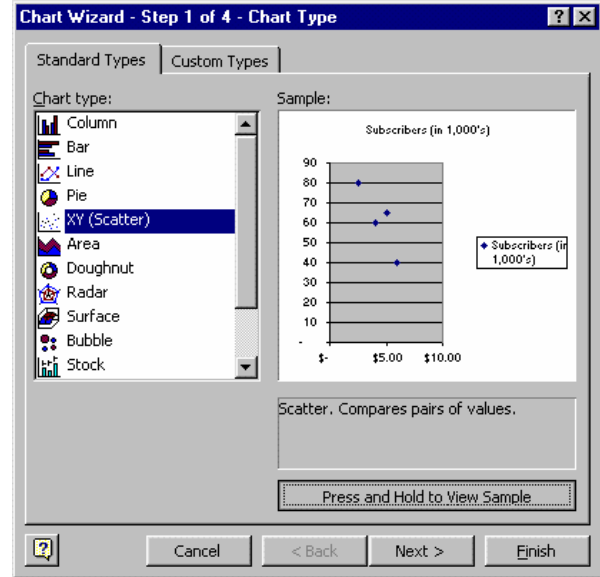 Chart Wizard - Step 1 of 4 - Chart Type
? X
Standard Types
Custom Types
Chart type:
Column
Bar
Line
Pie
XY (Scatter)
Area
Doughnut
Radar
Surface
Bubble
Stock
Sample:
Subscribers (in 1,000's)
90
80
70
60
50
40
30
20
10
-
$- $5.00 $10.00
Subscribers (in
1,000's)
Scatter. Compares pairs of values.
Press and Hold to View Sample
?
Cancel
< Back
Next >
Finish